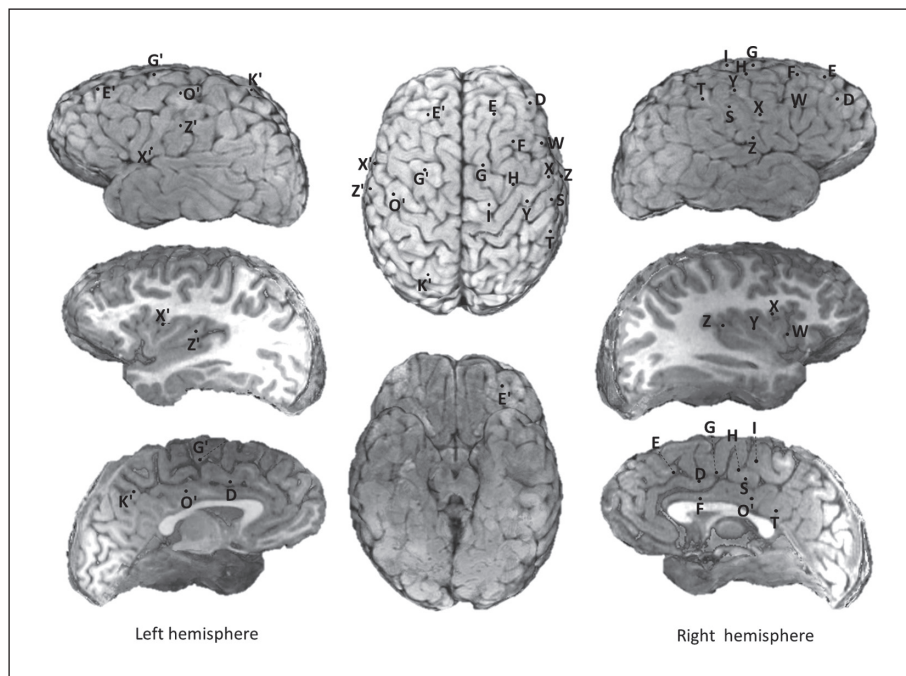 G'
K'
E'
O'
Z'
X'
E
D
E'
F
W
X'
G'
G
H
X
Z
Z'
O'
I
Y
S
T
K'
I
G
H
Y
F
E
T
S
X
W
D
Z
X'
Z'
E'
X
Z
Y
W
G'
K'
O'
D
E
G
H
I
D
S
F
O'
T
Left hemisphere
Right hemisphere